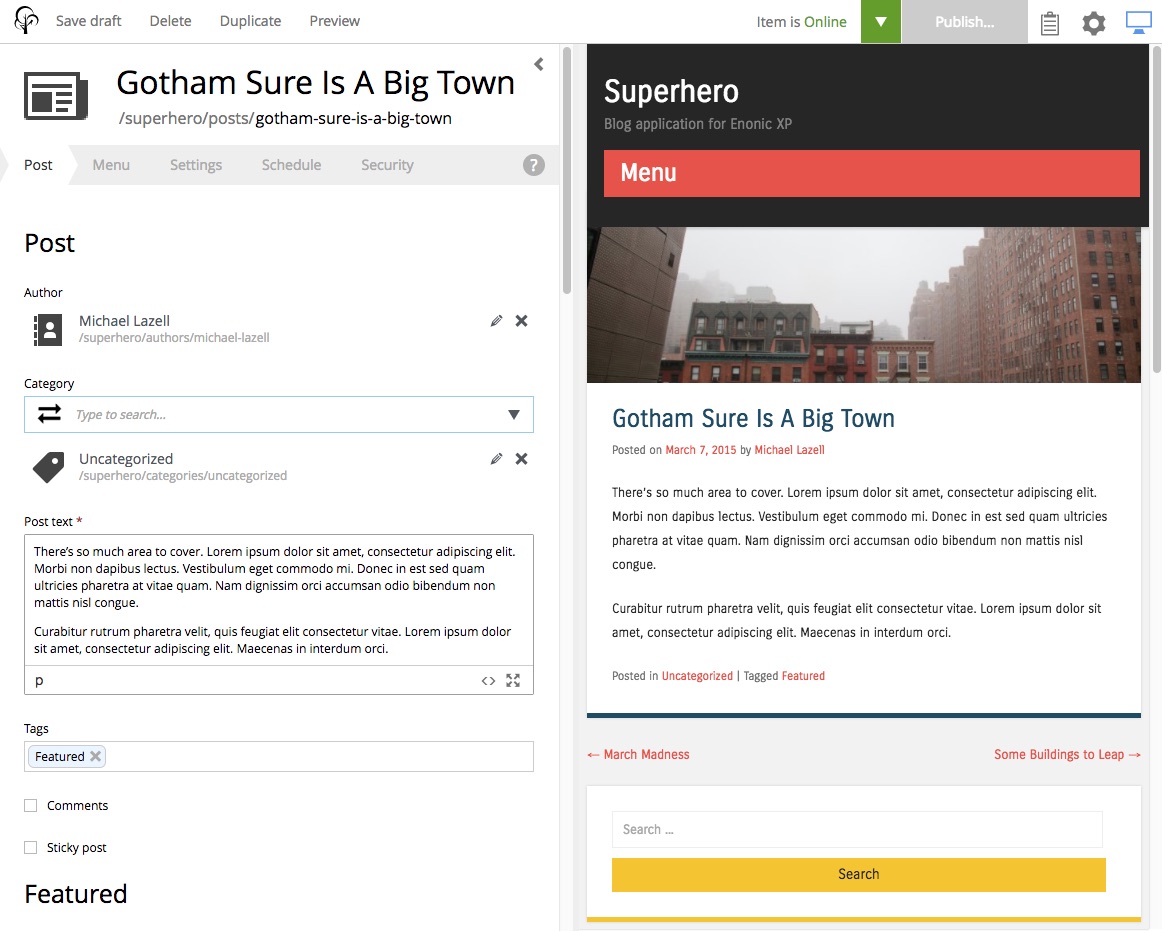 Save draft Delete Duplicate Preview Item is Online Publish...
Gotham Sure Is A Big Town
/superhero/posts/gotham-sure-is-a-big-town
Post Menu Settings Schedule Security ?
Post
Author
Michael Lazell
/superhero/authors/michael-lazell
Category
Type to search...
Uncategorized
/superhero/categories/uncategorized
Post text *
There's so much area to cover. Lorem ipsum dolor sit amet, consectetur adipiscing elit.
Morbi non dapibus lectus. Vestibulum eget commodo mi. Donec in est sed quam
ultricies pharetra at vitae quam. Nam dignissim orci accumsan odio bibendum non
mattis nisl congue.
Curabitur rutrum pharetra velit, quis feugiat elit consectetur vitae. Lorem ipsum dolor
sit amet, consectetur adipiscing elit. Maecenas in interdum orci.
p
Tags
Featured
Comments
Sticky post
Featured
Superhero
Blog application for Enonic XP
Menu
Gotham Sure Is A Big Town
Posted on March 7, 2015 by Michael Lazell
There's so much area to cover. Lorem ipsum dolor sit amet, consectetur adipiscing elit.
Morbi non dapibus lectus. Vestibulum eget commodo mi. Donec in est sed quam ultricies
pharetra at vitae quam. Nam dignissim orci accumsan odio bibendum non mattis nisl
congue.
Curabitur rutrum pharetra velit, quis feugiat elit consectetur vitae. Lorem ipsum dolor sit
amet, consectetur adipiscing elit. Maecenas in interdum orci.
Posted in Uncategorized | Tagged Featured
← March Madness Some Buildings to Leap →
Search ...
Search